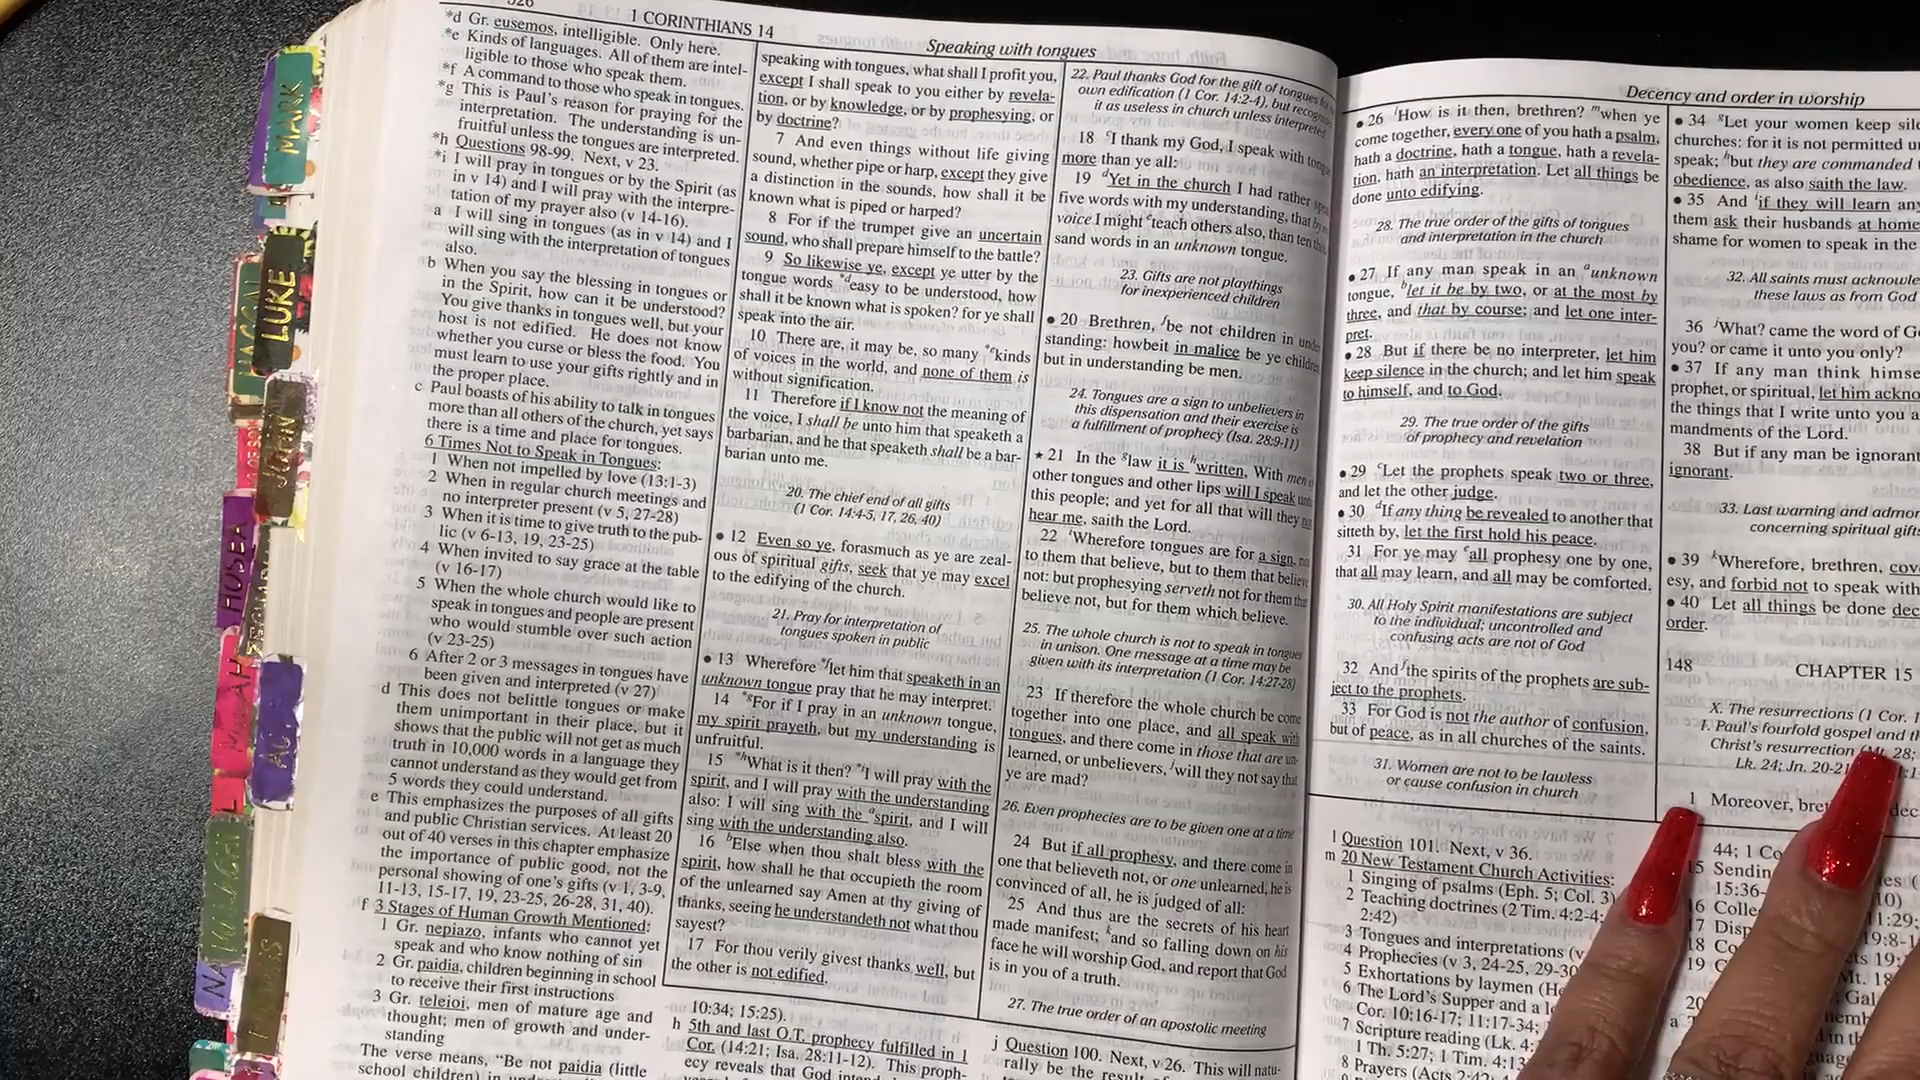 1 CORINTHIANS 14
Speaking with tongues
*d Gr. eusemos, intelligible. Only here.
*e Kinds of languages. All of them are intel-
ligible to those who speak them.
*f A command to those who speak in tongues.
*g This is Paul's reason for praying for the
interpretation. The understanding is un-
fruitful unless the tongues are interpreted.
*h Questions 98-99. Next, v 23.
*i I will pray in tongues or by the Spirit (as
in v 14) and I will pray with the interpre-
tation of my prayer also (v 14-16).
a I will sing in tongues (as in v 14) and I
will sing with the interpretation of tongues
also.
b When you say the blessing in tongues or
in the Spirit, how can it be understood?
You give thanks in tongues well, but your
host is not edified. He does not know
whether you curse or bless the food. You
must learn to use your gifts rightly and in
the proper place.
c Paul boasts of his ability to talk in tongues
more than all others of the church, yet says
there is a time and place for tongues.
6 Times Not to Speak in Tongues:
1 When not impelled by love (13:1-3)
2 When in regular church meetings and
no interpreter present (v 5, 27-28)
3 When it is time to give truth to the pub-
lic (v 6-13, 19, 23-25)
4 When invited to say grace at the table
(v 16-17)
5 When the whole church would like to
speak in tongues and people are present
who would stumble over such action
(v 23-25)
6 After 2 or 3 messages in tongues have
been given and interpreted (v 27)
d This does not belittle tongues or make
them unimportant in their place, but it
shows that the public will not get as much
truth in 10,000 words in a language they
cannot understand as they would get from
5 words they could understand.
e This emphasizes the purposes of all gifts
and public Christian services. At least 20
out of 40 verses in this chapter emphasize
the importance of public good, not the
personal showing of one's gifts (v 1, 3-9,
11-13, 15-17, 19, 23-25, 26-28, 31, 40).
f 3 Stages of Human Growth Mentioned:
1 Gr. nepiazo, infants who cannot yet
speak and who know nothing of sin
2 Gr. paidia, children beginning in school
to receive their first instructions
3 Gr. teleioi, men of mature age and
thought; men of growth and under-
standing
The verse means, "Be not paidia (little
school children)
speaking with tongues, what shall I profit you,
except I shall speak to you either by revela-
tion, or by knowledge, or by prophesying, or
by doctrine?
7 And even things without life giving
sound, whether pipe or harp, except they give
a distinction in the sounds, how shall it be
known what is piped or harped?
8 For if the trumpet give an uncertain
sound, who shall prepare himself to the battle?
9 So likewise ye, except ye utter by the
tongue words *d easy to be understood, how
shall it be known what is spoken? for ye shall
speak into the air.
10 There are, it may be, so many *e kinds
of voices in the world, and none of them is
without signification.
11 Therefore if I know not the meaning of
the voice, I shall be unto him that speaketh a
barbarian, and he that speaketh shall be a bar-
barian unto me.
20. The chief end of all gifts
(1 Cor. 14:4-5, 17, 26, 40)
• 12 Even so ye, forasmuch as ye are zeal-
ous of spiritual gifts, seek that ye may excel
to the edifying of the church.
21. Pray for interpretation of
tongues spoken in public
• 13 Wherefore *f let him that speaketh in an
unknown tongue pray that he may interpret.
14 *g For if I pray in an unknown tongue,
my spirit prayeth, but my understanding is
unfruitful.
15 *h What is it then? *i I will pray with the
spirit, and I will pray with the understanding
also: I will sing with the a spirit, and I will
sing with the understanding also.
16 b Else when thou shalt bless with the
spirit, how shall he that occupieth the room
of the unlearned say Amen at thy giving of
thanks, seeing he understandeth not what thou
sayest?
17 For thou verily givest thanks well, but
the other is not edified.
10:34; 15:25).
h 5th and last O.T. prophecy fulfilled in 1
Cor. (14:21; Isa. 28:11-12). This proph-
ecy reveals that God
22. Paul thanks God for the gift of tongues
own edification (1 Cor. 14:2-4), but
it as useless in church unless interpreted
18 c I thank my God, I speak with
more than ye all:
19 d Yet in the church I had rather
five words with my understanding, that
voice I might e teach others also, than ten
sand words in an unknown tongue.
23. Gifts are not playthings
for inexperienced children
• 20 Brethren, f be not children in
standing: howbeit in malice be ye
but in understanding be men.
24. Tongues are a sign to unbelievers in
this dispensation and their exercise is
a fulfillment of prophecy (Isa. 28:9-11)
★ 21 In the g law it is h written, With men
other tongues and other lips will I speak
this people; and yet for all that will they
hear me, saith the Lord.
22 i Wherefore tongues are for a sign,
to them that believe, but to them that believe
not: but prophesying serveth not for them
believe not, but for them which believe.
25. The whole church is not to speak in tongues
in unison. One message at a time may be
given with its interpretation (1 Cor. 14:27-28)
23 If therefore the whole church be come
together into one place, and all speak with
tongues, and there come in those that are un-
learned, or unbelievers, j will they not say that
ye are mad?
26. Even prophecies are to be given one at a time
24 But if all prophesy, and there come in
one that believeth not, or one unlearned, he is
convinced of all, he is judged of all:
25 And thus are the secrets of his heart
made manifest; k and so falling down on his
face he will worship God, and report that God
is in you of a truth.
27. The true order of an apostolic meeting
j Question 100. Next, v 26. This will natu-
rally be the result of
Decency and order in worship
• 26 l How is it then, brethren? m when ye
come together, every one of you hath a psalm,
hath a doctrine, hath a tongue, hath a revela-
tion, hath an interpretation. Let all things be
done unto edifying.
28. The true order of the gifts of tongues
and interpretation in the church
• 27 If any man speak in an a unknown
tongue, b let it be by two, or at the most by
three, and that by course; and let one inter-
pret.
• 28 But if there be no interpreter, let him
keep silence in the church; and let him speak
to himself, and to God.
29. The true order of the gifts
of prophecy and revelation
• 29 c Let the prophets speak two or three,
and let the other judge.
• 30 d If any thing be revealed to another that
sitteth by, let the first hold his peace.
31 For ye may e all prophesy one by one,
that all may learn, and all may be comforted.
30. All Holy Spirit manifestations are subject
to the individual; uncontrolled and
confusing acts are not of God
32 And f the spirits of the prophets are sub-
ject to the prophets.
33 For God is not the author of confusion,
but of peace, as in all churches of the saints.
31. Women are not to be lawless
or cause confusion in church
l Question 101. Next, v 36.
m 20 New Testament Church Activities:
1 Singing of psalms (Eph. 5; Col. 3)
2 Teaching doctrines (2 Tim. 4:2-4;
2:42)
3 Tongues and interpretations (v
4 Prophecies (v 3, 24-25, 29-30
5 Exhortations by laymen
6 The Lord's Supper and a
Cor. 10:16-17; 11:17-34;
7 Scripture reading (Lk. 4:
1 Th. 5:27; 1 Tim. 4:13
8 Prayers (Acts 2:42
• 34 g Let your women keep
churches: for it is not permitted
speak; h but they are commanded
obedience, as also saith the law.
• 35 And i if they will learn
them ask their husbands at home
shame for women to speak in the
32. All saints must
these laws as from God
36 j What? came the word of
you? or came it unto you only?
• 37 If any man think
prophet, or spiritual, let him
the things that I write unto you
mandments of the Lord.
38 But if any man be ignorant
ignorant.
33. Last warning and
concerning spiritual gifts
• 39 k Wherefore, brethren,
esy, and forbid not to speak with
• 40 Let all things be done
order.
148 CHAPTER 15
X. The resurrections (1 Cor.
1. Paul's fourfold gospel and
Christ's resurrection 28;
Lk. 24; Jn.
1 Moreover,
44; 1
15
15:36-
16
17
18
19
20
MARK
LUKE
JOHN
HAGGAI
HOSEA
MICAH